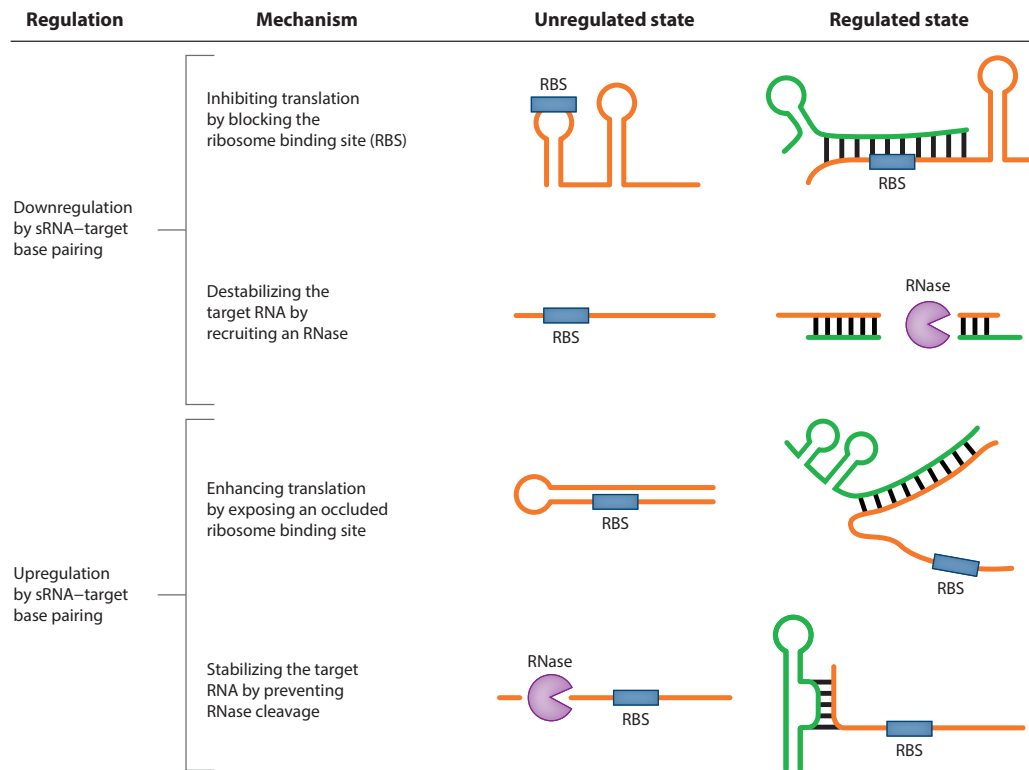 Regulation
Mechanism
Unregulated state
Regulated state
Downregulation
by sRNA–target
base pairing
Inhibiting translation
by blocking the
ribosome binding site (RBS)
RBS
RBS
Destabilizing the
target RNA by
recruiting an RNase
RBS
RNase
Upregulation
by sRNA–target
base pairing
Enhancing translation
by exposing an occluded
ribosome binding site
RBS
RBS
Stabilizing the target
RNA by preventing
RNase cleavage
RNase
RBS
RBS